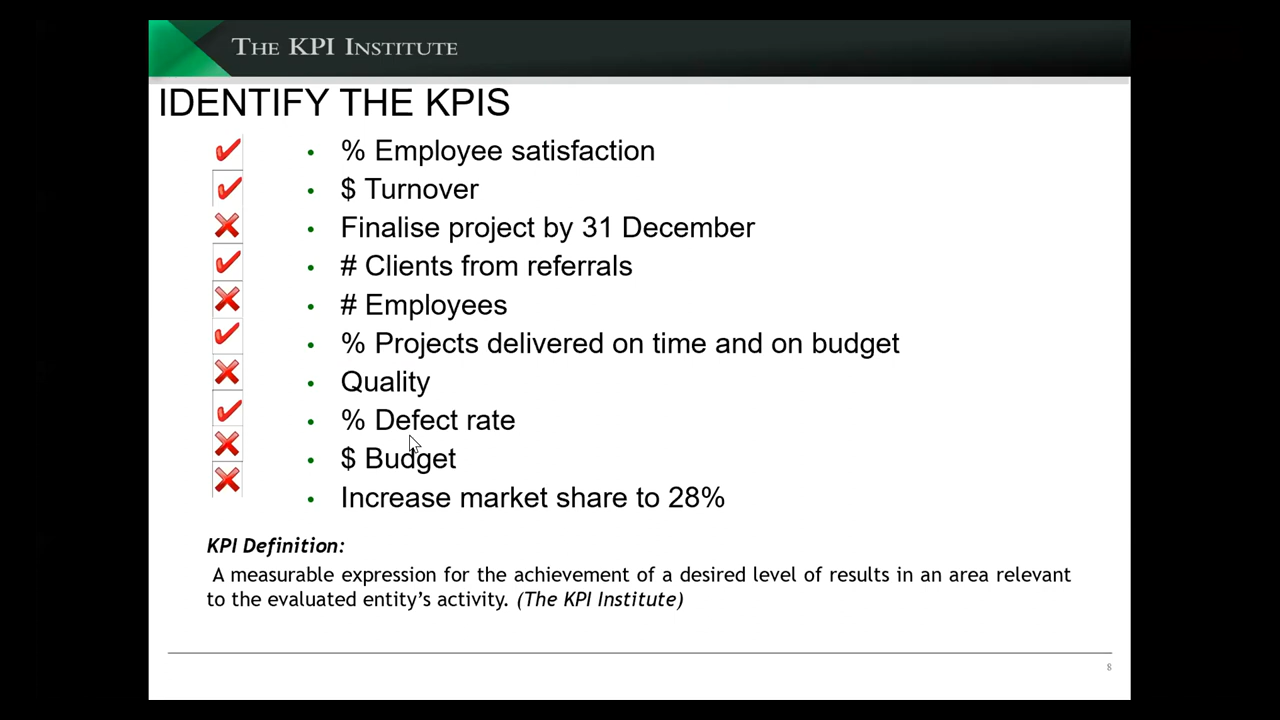 THE KPI INSTITUTE
IDENTIFY THE KPIS
% Employee satisfaction
$ Turnover
Finalise project by 31 December
# Clients from referrals
# Employees
% Projects delivered on time and on budget
Quality
% Defect rate
$ Budget
Increase market share to 28%
KPI Definition:
A measurable expression for the achievement of a desired level of results in an area relevant
to the evaluated entity's activity. (The KPI Institute)
8